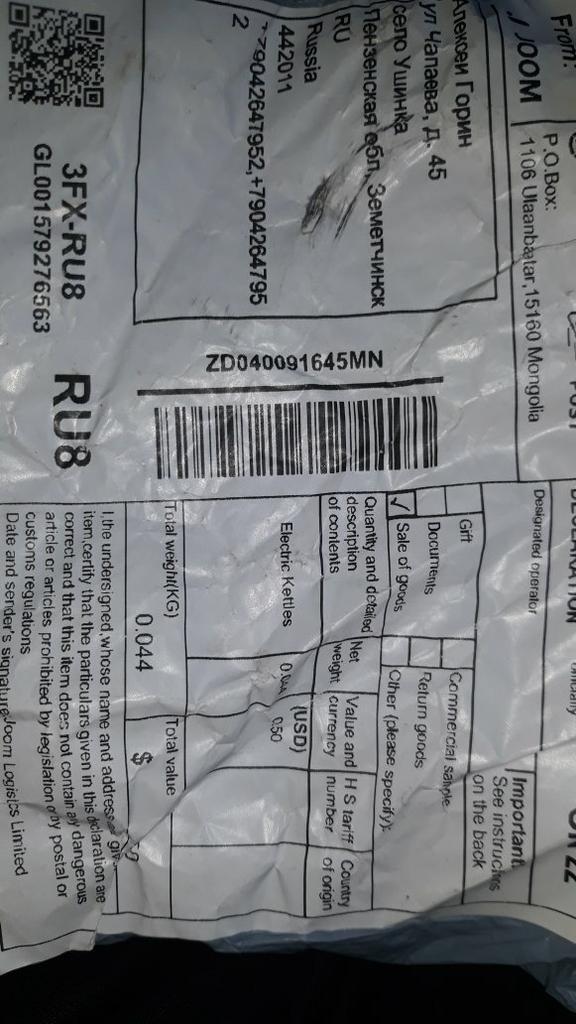 From:
JOOM
P.O.Box:
1106 Ulaanbatar,15160 Mongolia
POST
Алексей Горин
ул Чапаева, Д. 45
село Ушинка
Пензенская обл, Земетчинск
RU
Russia
442011
79042647952,+7904264795
2
3FX-RU8
GL001579276563
RU8
ZD040091645MN
DECLARATION
Designated operator
Important
See instructions
on the back
Gift
Documents
✓ Sale of goods
Commercial sample
Return goods
Other (please specify):
Quantity and detailed
description
of contents
Net
weight
Value and
currency
H S tariff
number
Country
of origin
(USD)
Electric Kettles
0.50
Total weight(KG)
0.044
Total value
$
I,the undersigned,whose name and address
item,certify that the particulars given in this declaration are
correct and that this item does not contain any dangerous
article or articles prohibited by legislation or by postal or
customs regulations
Date and sender's signature Joom Logistics Limited